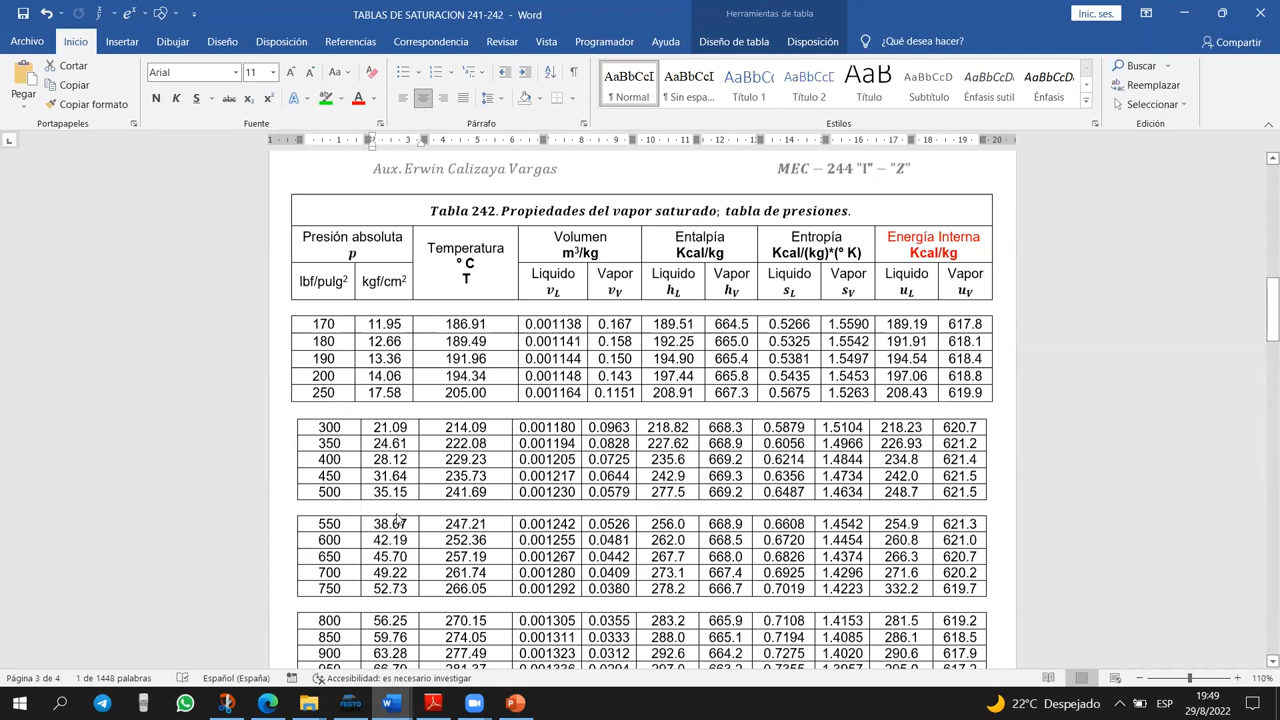 TABLAS DE SATURACION 241-242 - Word
Herramientas de tabla
Inic. ses.
Archivo Inicio Insertar Dibujar Diseño Disposición Referencias Correspondencia Revisar Vista Programador Ayuda Diseño de tabla Disposición ¿Qué desea hacer? Compartir
Pegar
Cortar
Copiar
Copiar formato
Portapapeles
Arial 11
Fuente
Párrafo
AaBbCcI AaBbCcI AaBbCc AaBbCcI AaB AaBbCcI AaBbCcI AaBbCcI
¶ Normal ¶ Sin espa... Título 1 Título 2 Título Subtítulo Énfasis sutil Énfasis
Estilos
Buscar
Reemplazar
Seleccionar
Edición
Aux. Erwin Calizaya Vargas MEC – 244 "I" – "Z"
Tabla 242. Propiedades del vapor saturado; tabla de presiones.
Presión absoluta p Temperatura º C T Volumen m³/kg Entalpía Kcal/kg Entropía Kcal/(kg)*(º K) Energía Interna Kcal/kg
lbf/pulg² kgf/cm² Liquido vL Vapor vV Liquido hL Vapor hV Liquido sL Vapor sV Liquido uL Vapor uV
170 11.95 186.91 0.001138 0.167 189.51 664.5 0.5266 1.5590 189.19 617.8
180 12.66 189.49 0.001141 0.158 192.25 665.0 0.5325 1.5542 191.91 618.1
190 13.36 191.96 0.001144 0.150 194.90 665.4 0.5381 1.5497 194.54 618.4
200 14.06 194.34 0.001148 0.143 197.44 665.8 0.5435 1.5453 197.06 618.8
250 17.58 205.00 0.001164 0.1151 208.91 667.3 0.5675 1.5263 208.43 619.9
300 21.09 214.09 0.001180 0.0963 218.82 668.3 0.5879 1.5104 218.23 620.7
350 24.61 222.08 0.001194 0.0828 227.62 668.9 0.6056 1.4966 226.93 621.2
400 28.12 229.23 0.001205 0.0725 235.6 669.2 0.6214 1.4844 234.8 621.4
450 31.64 235.73 0.001217 0.0644 242.9 669.3 0.6356 1.4734 242.0 621.5
500 35.15 241.69 0.001230 0.0579 277.5 669.2 0.6487 1.4634 248.7 621.5
550 38.67 247.21 0.001242 0.0526 256.0 668.9 0.6608 1.4542 254.9 621.3
600 42.19 252.36 0.001255 0.0481 262.0 668.5 0.6720 1.4454 260.8 621.0
650 45.70 257.19 0.001267 0.0442 267.7 668.0 0.6826 1.4374 266.3 620.7
700 49.22 261.74 0.001280 0.0409 273.1 667.4 0.6925 1.4296 271.6 620.2
750 52.73 266.05 0.001292 0.0380 278.2 666.7 0.7019 1.4223 332.2 619.7
800 56.25 270.15 0.001305 0.0355 283.2 665.9 0.7108 1.4153 281.5 619.2
850 59.76 274.05 0.001311 0.0333 288.0 665.1 0.7194 1.4085 286.1 618.5
900 63.28 277.49 0.001323 0.0312 292.6 664.2 0.7275 1.4020 290.6 617.9
Página 3 de 4 1 de 1448 palabras Español (España) Accesibilidad: es necesario investigar 110%
22°C Despejado ESP 19:49
29/8/2022